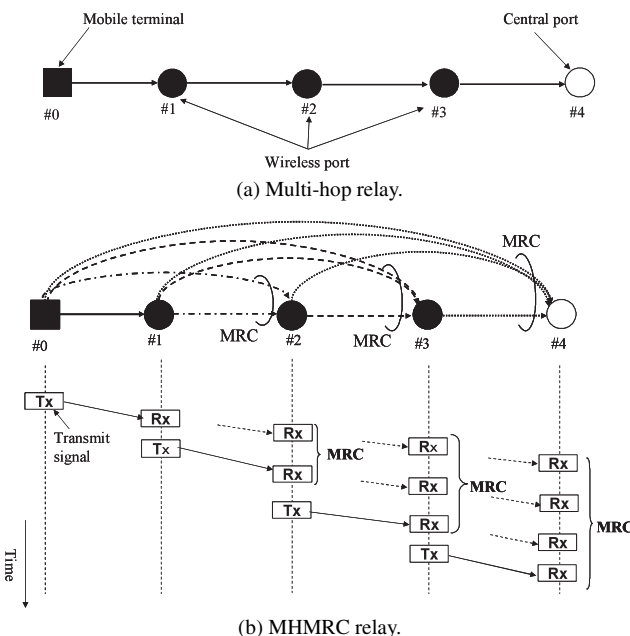 Mobile terminal
Central port
#0
#1
#2
#3
#4
Wireless port
(a) Multi-hop relay.
MRC
MRC
MRC
#0
#1
#2
#3
#4
Tx
Rx
Transmit
signal
Tx
Rx
Rx
MRC
Tx
Rx
Rx
Rx
MRC
Tx
Rx
Rx
Rx
Rx
MRC
Time
(b) MHMRC relay.